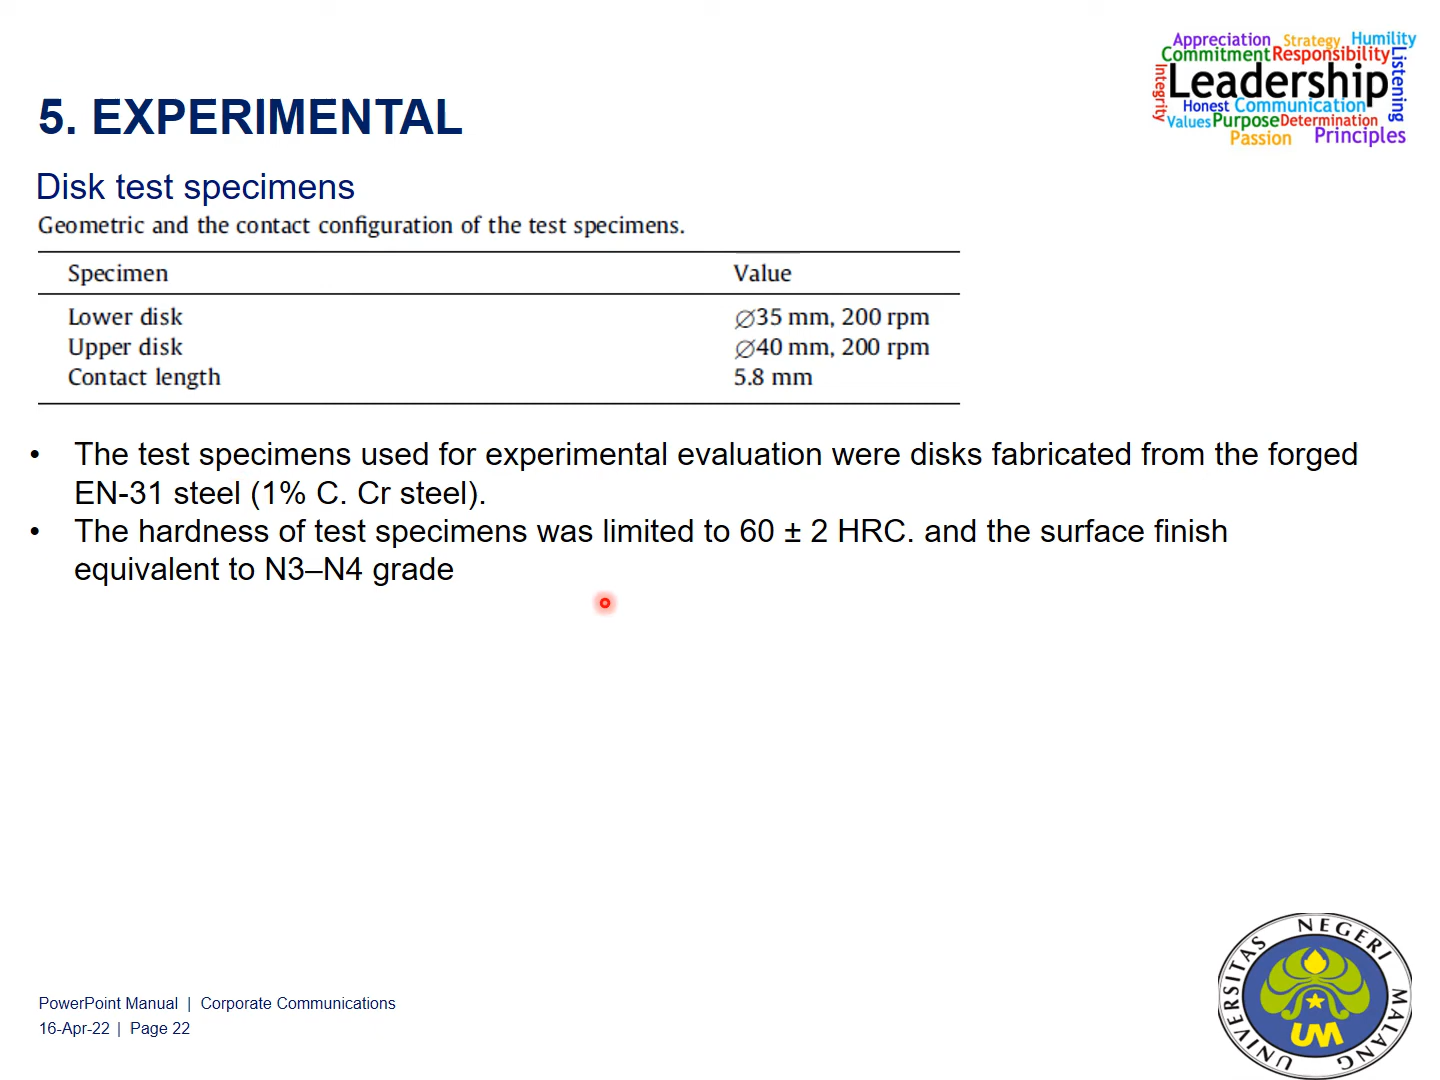 Appreciation Strategy Humility
Commitment Responsibility
Integrity
Leadership
Listening
Honest Communication
Values Purpose Determination
Passion Principles
5. EXPERIMENTAL
Disk test specimens
Geometric and the contact configuration of the test specimens.
Specimen Value
Lower disk ∅35 mm, 200 rpm
Upper disk ∅40 mm, 200 rpm
Contact length 5.8 mm
• The test specimens used for experimental evaluation were disks fabricated from the forged
EN-31 steel (1% C. Cr steel).
• The hardness of test specimens was limited to 60 ± 2 HRC. and the surface finish
equivalent to N3–N4 grade
PowerPoint Manual | Corporate Communications
16-Apr-22 | Page 22
UNIVERSITAS NEGERI MALANG
UM